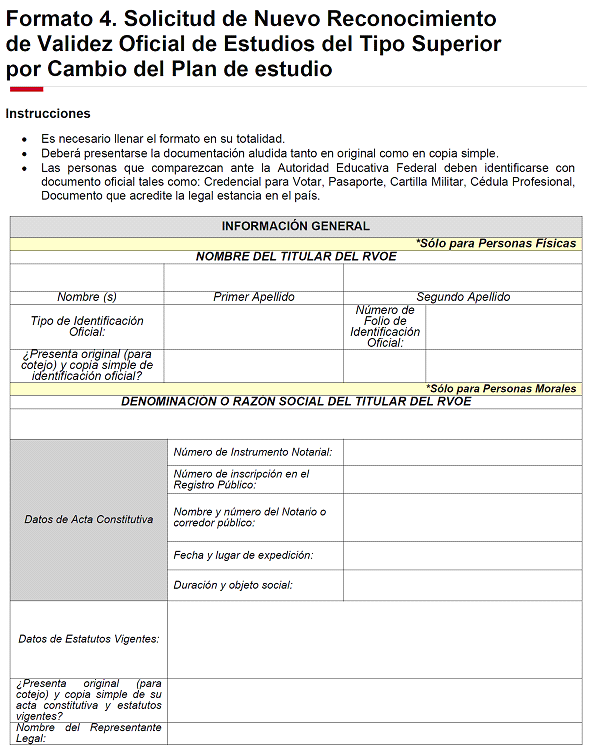 Formato 4. Solicitud de Nuevo Reconocimiento
de Validez Oficial de Estudios del Tipo Superior
por Cambio del Plan de estudio
Instrucciones
• Es necesario llenar el formato en su totalidad.
• Deberá presentarse la documentación aludida tanto en original como en copia simple.
• Las personas que comparezcan ante la Autoridad Educativa Federal deben identificarse con
documento oficial tales como: Credencial para Votar, Pasaporte, Cartilla Militar, Cédula Profesional,
Documento que acredite la legal estancia en el país.
INFORMACIÓN GENERAL
*Sólo para Personas Físicas
NOMBRE DEL TITULAR DEL RVOE
Nombre (s) Primer Apellido Segundo Apellido
Tipo de Identificación
Oficial:
Número de
Folio de
Identificación
Oficial:
¿Presenta original (para
cotejo) y copia simple de
identificación oficial?
*Sólo para Personas Morales
DENOMINACION O RAZON SOCIAL DEL TITULAR DEL RVOE
Datos de Acta Constitutiva
Número de Instrumento Notarial:
Número de inscripción en el
Registro Público:
Nombre y número del Notario o
corredor público:
Fecha y lugar de expedición:
Duración y objeto social:
Datos de Estatutos Vigentes:
¿Presenta original (para
cotejo) y copia simple de su
acta constitutiva y estatutos
vigentes?
Nombre del Representante
Legal: